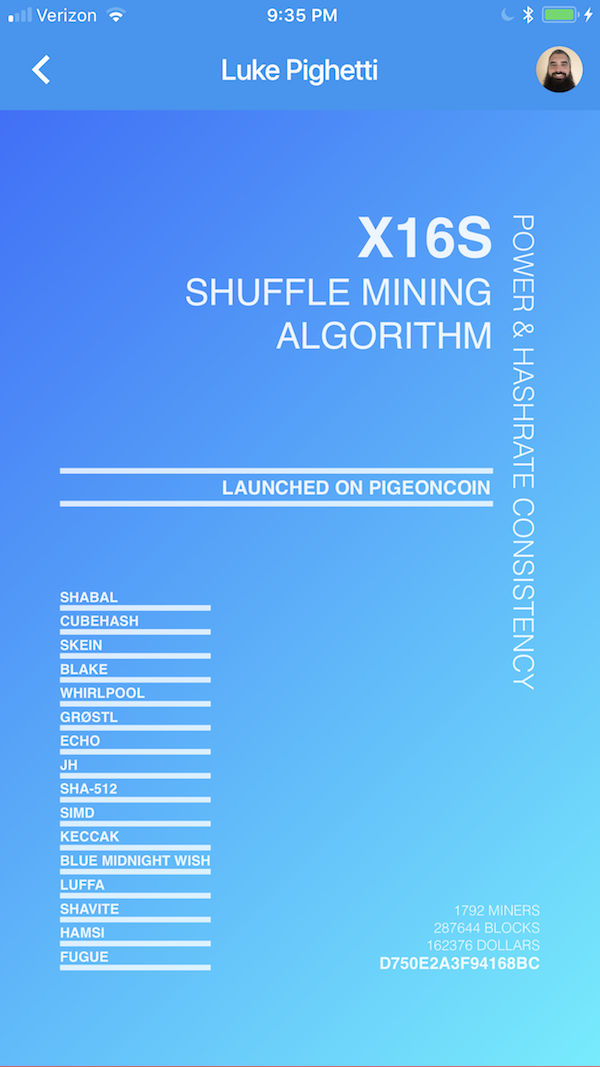 Verizon 9:35 PM
Luke Pighetti
X16S
SHUFFLE MINING
ALGORITHM
POWER & HASHRATE CONSISTENCY
LAUNCHED ON PIGEONCOIN
SHABAL
CUBEHASH
SKEIN
BLAKE
WHIRLPOOL
GRØSTL
ECHO
JH
SHA-512
SIMD
KECCAK
BLUE MIDNIGHT WISH
LUFFA
SHAVITE
HAMSI
FUGUE
1792 MINERS
287644 BLOCKS
162376 DOLLARS
D750E2A3F94168BC